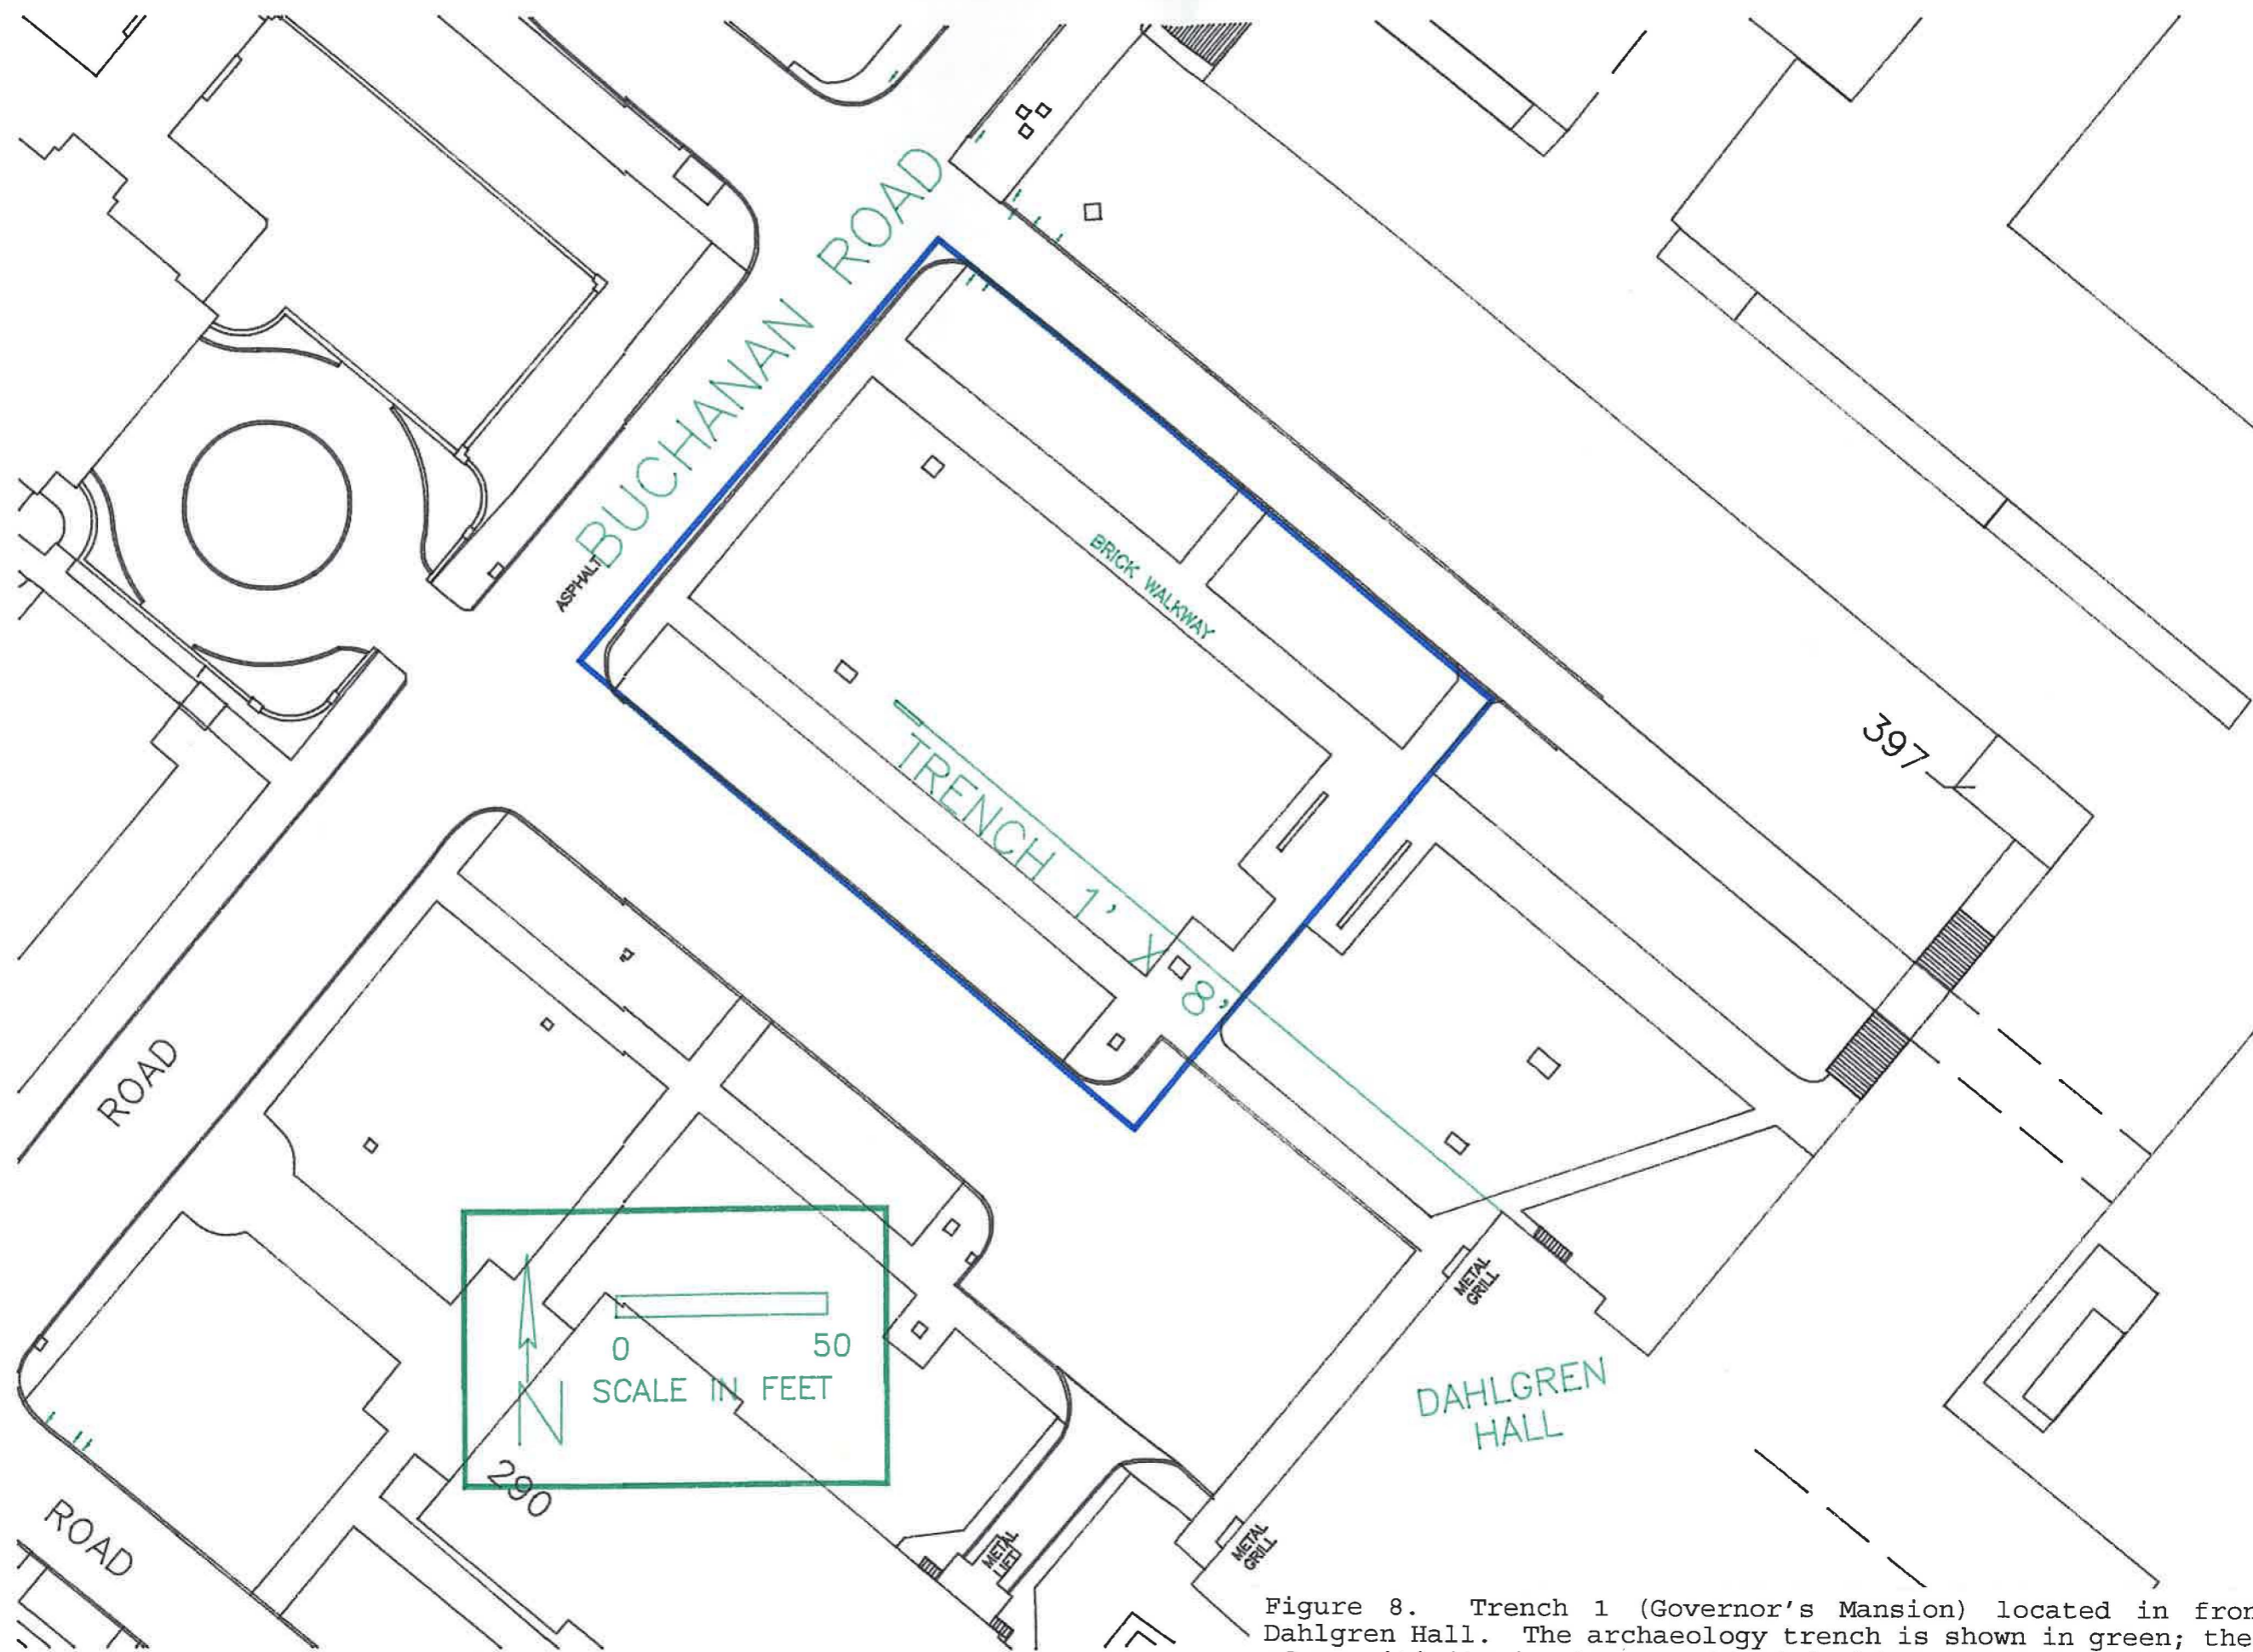 BUCHANAN ROAD
ASPHALT
BRICK WALKWAY
TRENCH 1' X 8'
397
ROAD
0 50
SCALE IN FEET
N
290
ROAD
METAL
GRILL
DAHLGREN
HALL
METAL
METAL
GRILL
Figure 8. Trench 1 (Governor's Mansion) located in fron
Dahlgren Hall. The archaeology trench is shown in green; the